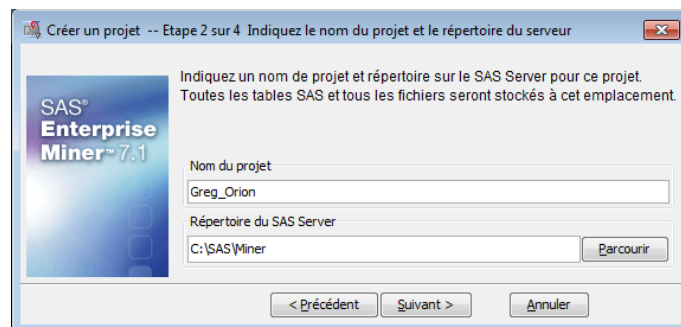 Créer un projet -- Etape 2 sur 4 Indiquez le nom du projet et le répertoire du serveur
SAS®
Enterprise
Miner™ 7.1
Indiquez un nom de projet et répertoire sur le SAS Server pour ce projet.
Toutes les tables SAS et tous les fichiers seront stockés à cet emplacement.
Nom du projet
Greg_Orion
Répertoire du SAS Server
C:\SAS\Miner
Parcourir
< Précédent
Suivant >
Annuler